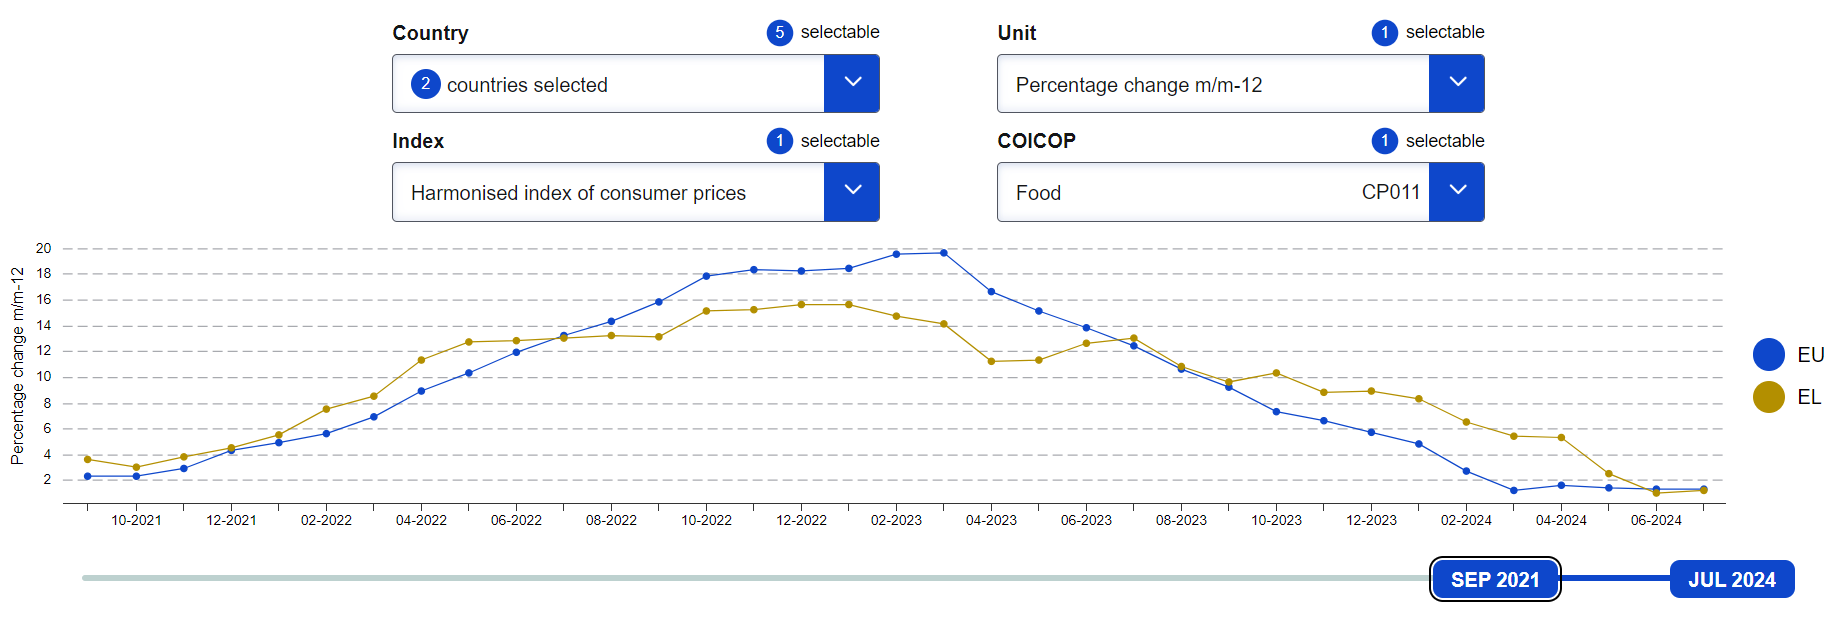 Country 5 selectable
2 countries selected
Unit 1 selectable
Percentage change m/m-12
Index 1 selectable
Harmonised index of consumer prices
COICOP 1 selectable
Food CP011
Percentage change m/m-12
20
18
16
14
12
10
8
6
4
2
10-2021 12-2021 02-2022 04-2022 06-2022 08-2022 10-2022 12-2022 02-2023 04-2023 06-2023 08-2023 10-2023 12-2023 02-2024 04-2024 06-2024
EU
EL
SEP 2021 JUL 2024